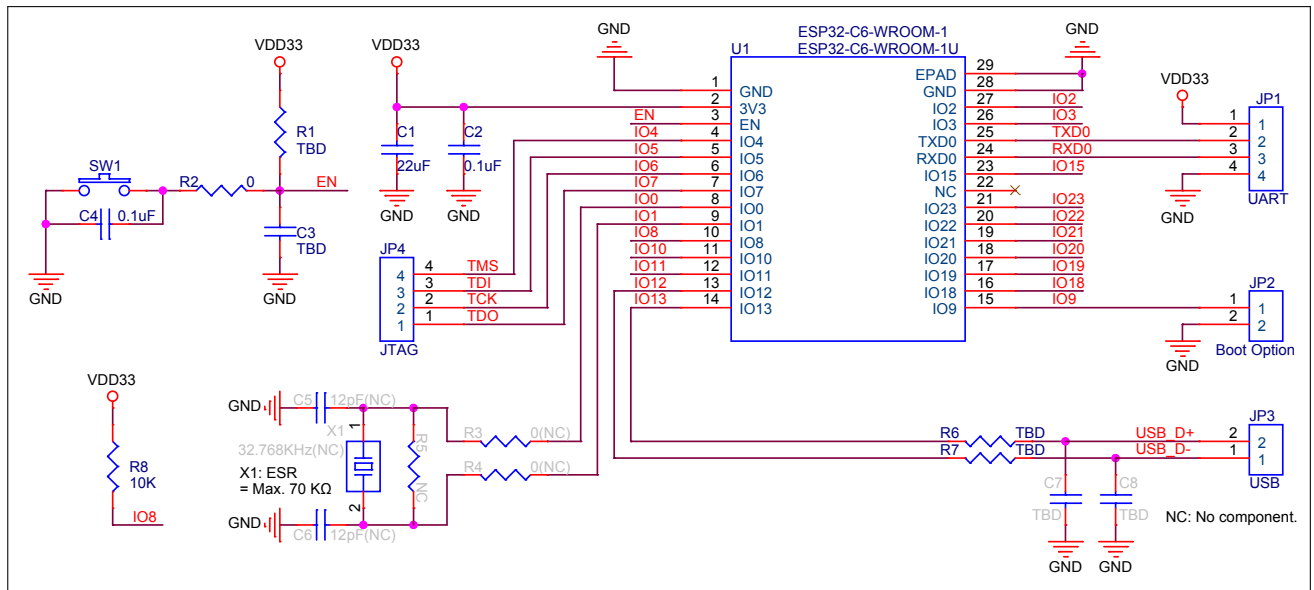 ESP32-C6-WROOM-1
ESP32-C6-WROOM-1U
U1
GND
GND
VDD33
VDD33
VDD33
R1
TBD
C1
22uF
C2
0.1uF
GND
GND
SW1
R2
0
EN
C4
0.1uF
C3
TBD
GND
GND
EN
IO4
IO5
IO6
IO7
IO0
IO1
IO8
IO10
IO11
IO12
IO13
1
2
3
4
5
6
7
8
9
10
11
12
13
14
GND
3V3
EN
IO4
IO5
IO6
IO7
IO0
IO1
IO8
IO10
IO11
IO12
IO13
EPAD
GND
IO2
IO3
TXD0
RXD0
IO15
NC
IO23
IO22
IO21
IO20
IO19
IO18
IO9
29
28
27
26
25
24
23
22
21
20
19
18
17
16
15
IO2
IO3
TXD0
RXD0
IO15
IO23
IO22
IO21
IO20
IO19
IO18
IO9
JP1
1
2
3
4
1
2
3
4
UART
GND
JP2
1
2
1
2
Boot Option
GND
JP4
4
3
2
1
4
3
2
1
TMS
TDI
TCK
TDO
JTAG
VDD33
R8
10K
IO8
GND
C5
12pF(NC)
X1
1
32.768KHz(NC)
X1: ESR
= Max. 70 KΩ
2
R5
NC
R3
0(NC)
R4
0(NC)
GND
C6
12pF(NC)
R6
TBD
USB_D+
R7
TBD
USB_D-
JP3
2
1
2
1
USB
C7
TBD
C8
TBD
GND
GND
NC: No component.